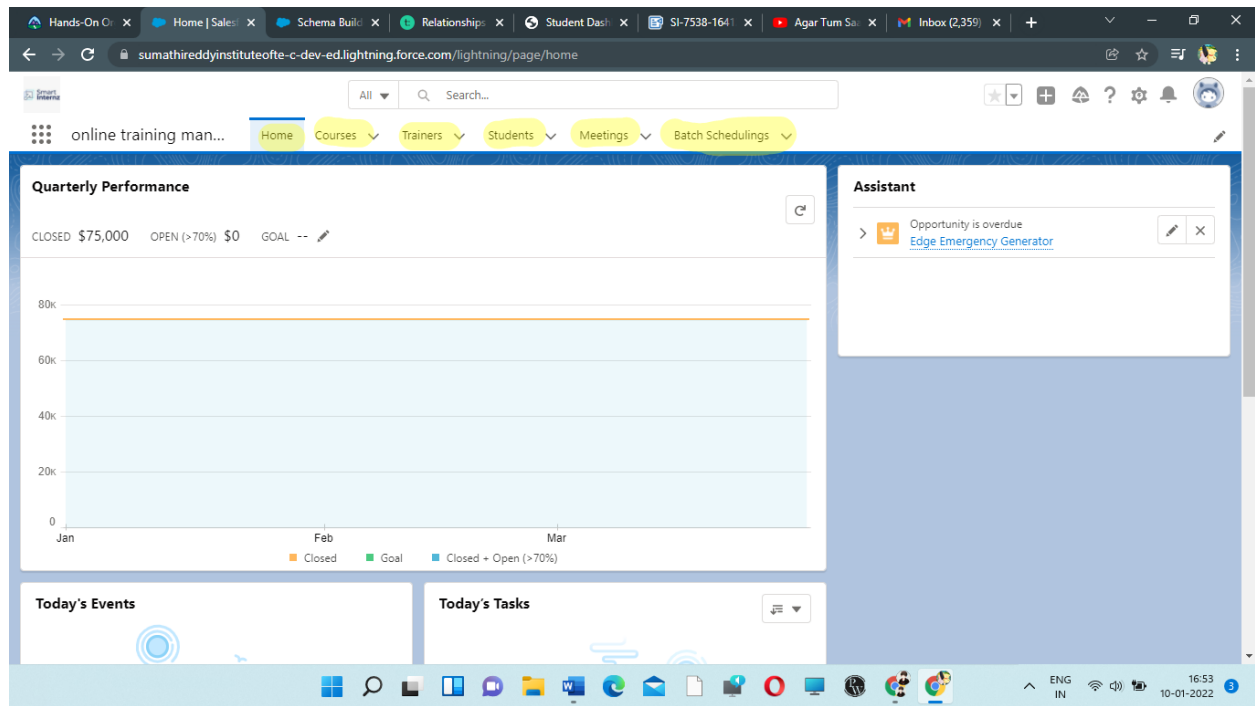 Hands-On Or
Home | Sales
Schema Build
Relationships
Student Dash
SI-7538-1641
Agar Tum Saa
Inbox (2,359)
sumathireddyinstituteofte-c-dev-ed.lightning.force.com/lightning/page/home
Smart
Interns
All
Search...
online training man...
Home
Courses
Trainers
Students
Meetings
Batch Schedulings
Quarterly Performance
CLOSED $75,000 OPEN (>70%) $0 GOAL --
80K
60K
40K
20K
0
Jan Feb Mar
Closed Goal Closed + Open (>70%)
Assistant
Opportunity is overdue
Edge Emergency Generator
Today's Events
Today's Tasks
ENG
IN
16:53
10-01-2022
3